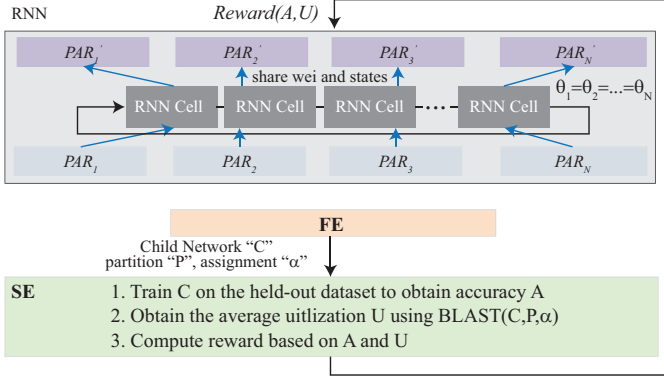 RNN
Reward(A,U)
PAR1' PAR2' PAR3' PARN'
share wei and states
RNN Cell RNN Cell RNN Cell ... RNN Cell
θ1=θ2=...=θN
PAR1 PAR2 PAR3 PARN
FE
Child Network “C”
partition “P”, assignment “α”
SE
1. Train C on the held-out dataset to obtain accuracy A
2. Obtain the average uitlization U using BLAST(C,P,α)
3. Compute reward based on A and U